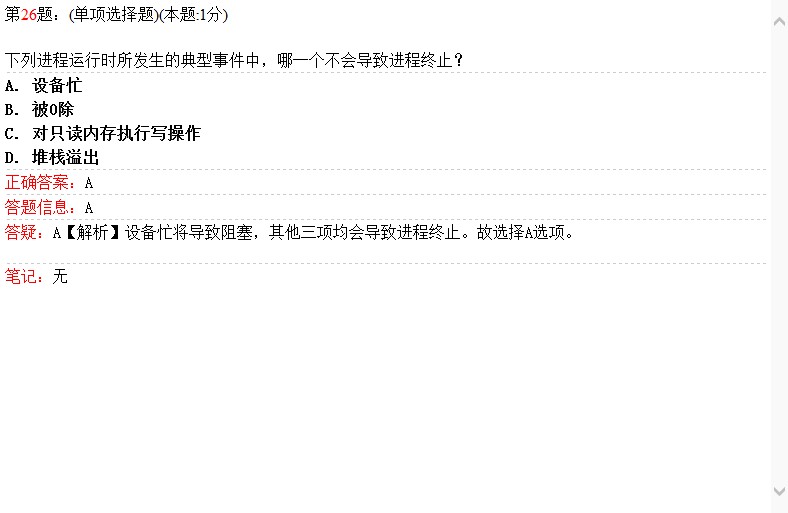 第26题: (单项选择题)(本题:1分)
下列进程运行时所发生的典型事件中，哪一个不会导致进程终止？
A. 设备忙
B. 被0除
C. 对只读内存执行写操作
D. 堆栈溢出
正确答案：A
答题信息：A
答疑：A【解析】设备忙将导致阻塞，其他三项均会导致进程终止。故选择A选项。
笔记：无